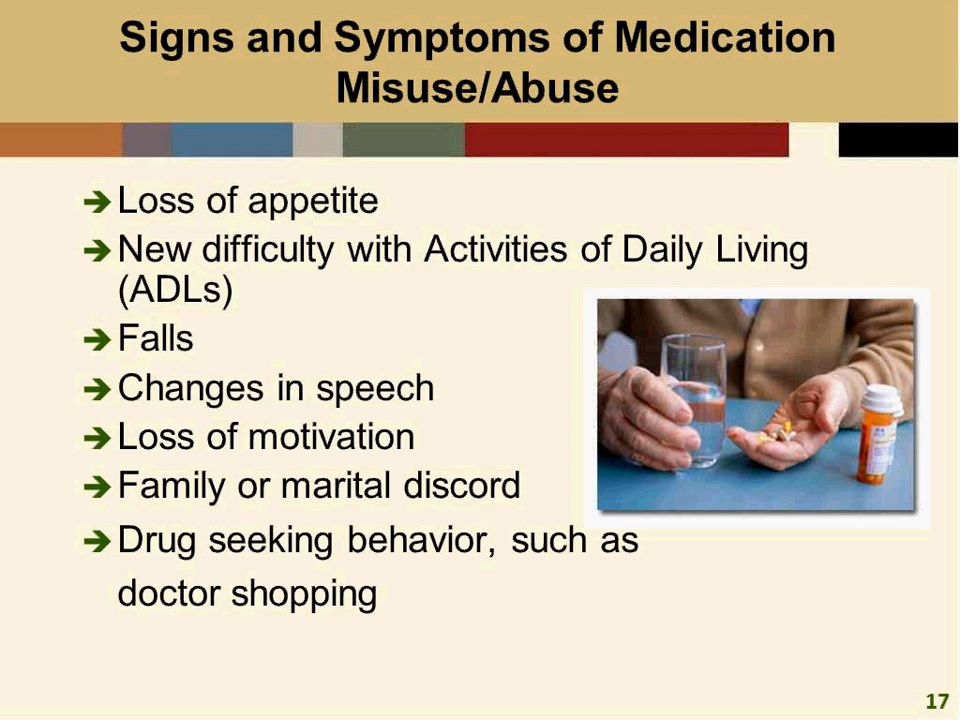 Signs and Symptoms of Medication
Misuse/Abuse
Loss of appetite
New difficulty with Activities of Daily Living
(ADLs)
Falls
Changes in speech
Loss of motivation
Family or marital discord
Drug seeking behavior, such as
doctor shopping
17